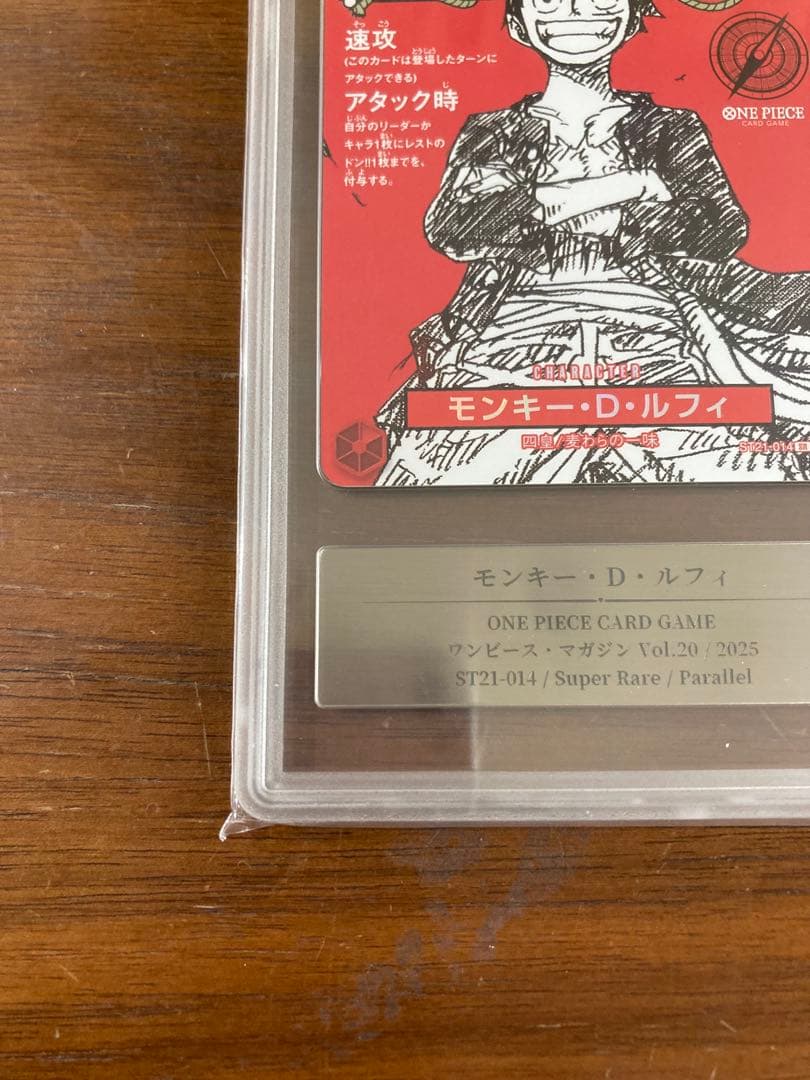 速攻
(このカードは登場したターンに
アタックできる)
アタック時
自分のリーダーか
キャラ1枚にレストの
ドン!!1枚までを、
付与する。
ONE PIECE
CARD GAME
CHARACTER
モンキー・D・ルフィ
四皇/麦わらの一味
ST21-014 SR
モンキー・D・ルフィ
ONE PIECE CARD GAME
ワンピース・マガジン Vol.20 / 2025
ST21-014 / Super Rare / Parallel